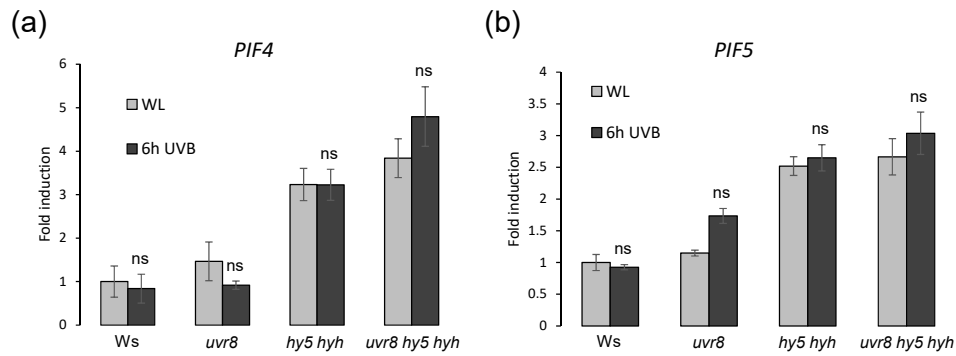 (a)
PIF4
Fold induction
6
5
4
3
2
1
0
WL
6h UVB
ns
ns
ns
ns
Ws
uvr8
hy5 hyh
uvr8 hy5 hyh
(b)
PIF5
Fold induction
4
3.5
3
2.5
2
1.5
1
0.5
0
WL
6h UVB
ns
ns
ns
ns
Ws
uvr8
hy5 hyh
uvr8 hy5 hyh